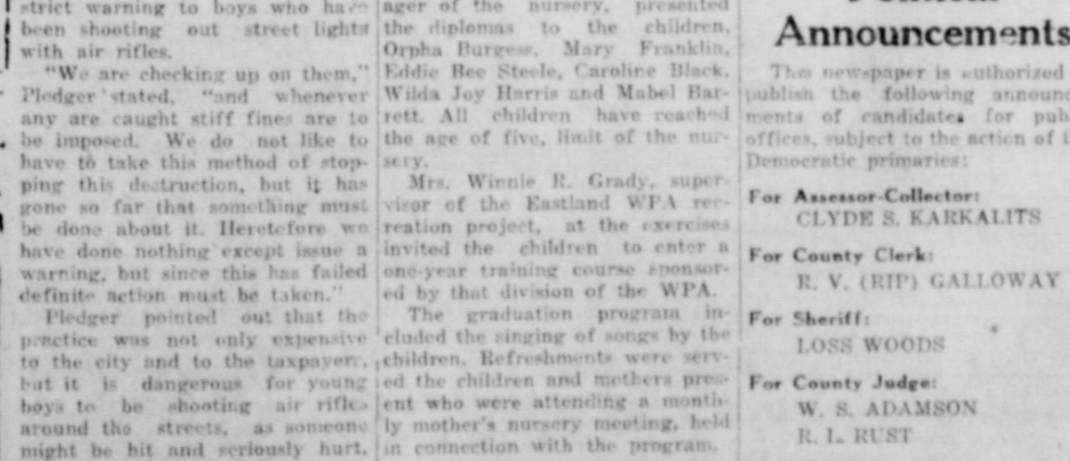 strict warning to boys who have
been shooting out street lights
with air rifles.
"We are checking up on them,"
Pledger stated, "and whenever
any are caught stiff fines are to
be imposed. We do not like to
have to take this method of stop-
ping this destruction, but it has
gone so far that something must
be done about it. Heretofore we
have done nothing except issue a
warning, but since this has failed
definite action must be taken."
Pledger pointed out that the
practice was not only expensive
to the city and to the taxpayers,
but it is dangerous for young
boys to be shooting air rifles
around the streets, as someone
might be hit and seriously hurt.
ager of the nursery, presented
the diplomas to the children,
Orpha Burgess, Mary Franklin,
Eddie Bee Steele, Caroline Black,
Wilda Joy Harris and Mabel Bar-
rett. All children have reached
the age of five, limit of the nur-
sery.
Mrs. Winnie R. Grady, super-
visor of the Eastland WPA rec-
reation project, at the exercises
invited the children to enter a
one-year training course sponsor-
ed by that division of the WPA.
The graduation program in-
cluded the singing of songs by the
children. Refreshments were serv-
ed the children and mothers pres-
ent who were attending a month-
ly mother's nursery meeting, held
in connection with the program.
Announcements
This newspaper is authorized
publish the following announc
ments of candidates for pub
offices, subject to the action of t
Democratic primaries:
For Assessor-Collector:
CLYDE S. KARKALITS
For County Clerk:
R. V. (RIP) GALLOWAY
For Sheriff:
LOSS WOODS
For County Judge:
W. S. ADAMSON
R. L. RUST